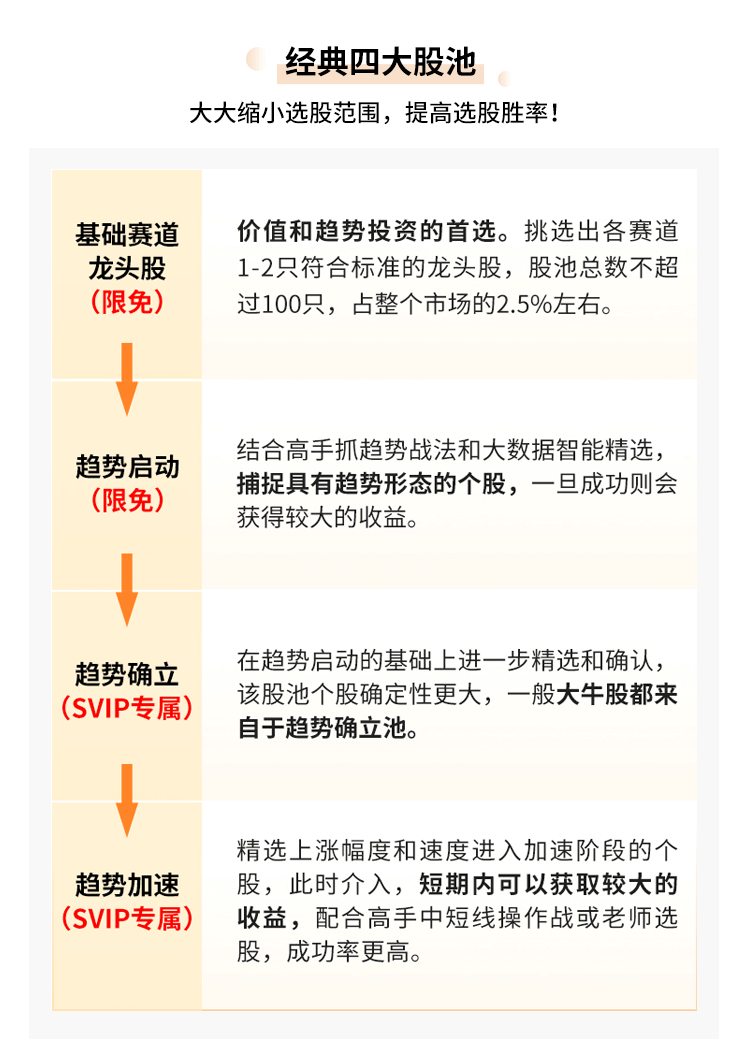 经典四大股池
大大缩小选股范围，提高选股胜率！
基础赛道
龙头股
（限免）
价值和趋势投资的首选。挑选出各赛道
1-2只符合标准的龙头股，股池总数不超
过100只，占整个市场的2.5%左右。
趋势启动
（限免）
结合高手抓趋势战法和大数据智能精选，
捕捉具有趋势形态的个股，一旦成功则会
获得较大的收益。
趋势确立
（SVIP专属）
在趋势启动的基础上进一步精选和确认，
该股池个股确定性更大，一般大牛股都来
自于趋势确立池。
趋势加速
（SVIP专属）
精选上涨幅度和速度进入加速阶段的个
股，此时介入，短期内可以获取较大的
收益，配合高手中短线操作战或老师选
股，成功率更高。